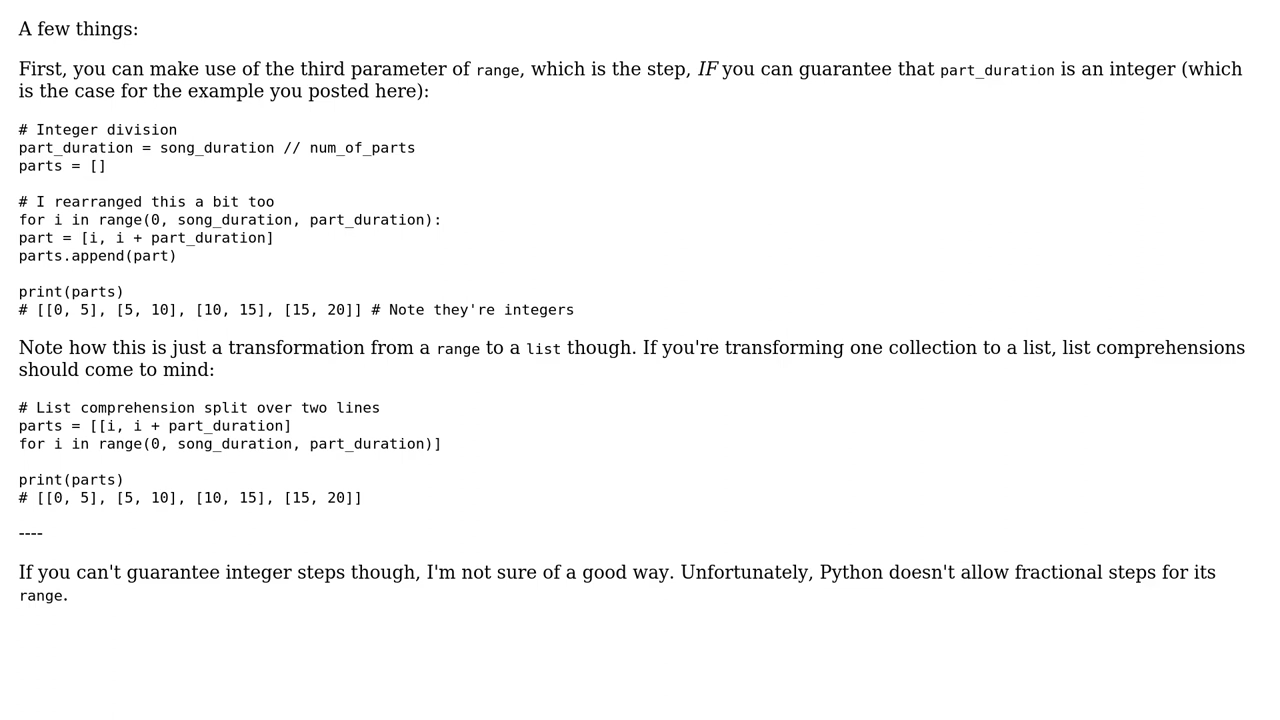 A few things:
First, you can make use of the third parameter of range, which is the step, IF you can guarantee that part_duration is an integer (which
is the case for the example you posted here):
# Integer division
part_duration = song_duration // num_of_parts
parts = []
# I rearranged this a bit too
for i in range(0, song_duration, part_duration):
part = [i, i + part_duration]
parts.append(part)
print(parts)
# [[0, 5], [5, 10], [10, 15], [15, 20]] # Note they're integers
Note how this is just a transformation from a range to a list though. If you're transforming one collection to a list, list comprehensions
should come to mind:
# List comprehension split over two lines
parts = [[i, i + part_duration]
for i in range(0, song_duration, part_duration)]
print(parts)
# [[0, 5], [5, 10], [10, 15], [15, 20]]
----
If you can't guarantee integer steps though, I'm not sure of a good way. Unfortunately, Python doesn't allow fractional steps for its
range.